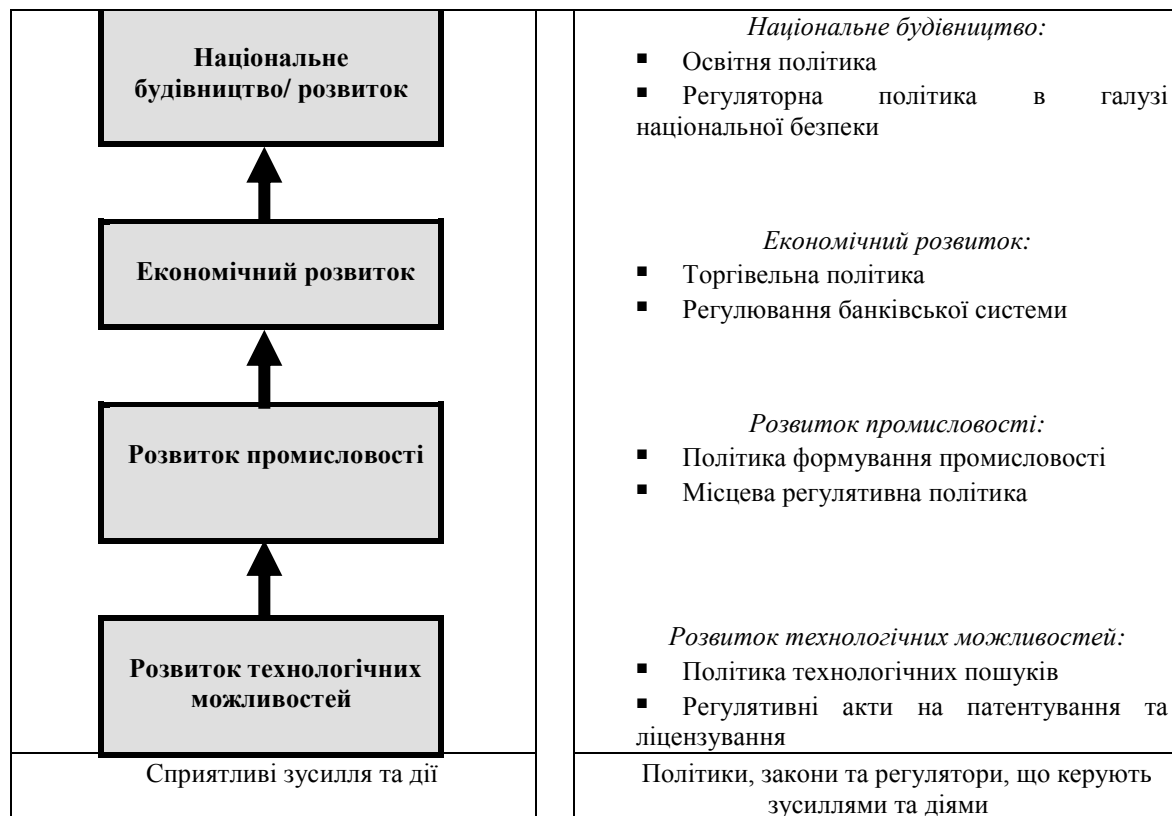 Національне
будівництво/ розвиток
Економічний розвиток
Розвиток промисловості
Розвиток технологічних
можливостей
Сприятливі зусилля та дії
Національне будівництво:
▪ Освітня політика
▪ Регуляторна політика в галузі
національної безпеки
Економічний розвиток:
▪ Торгівельна політика
▪ Регулювання банківської системи
Розвиток промисловості:
▪ Політика формування промисловості
▪ Місцева регулятивна політика
Розвиток технологічних можливостей:
▪ Політика технологічних пошуків
▪ Регулятивні акти на патентування та
ліцензування
Політики, закони та регулятори, що керують
зусиллями та діями